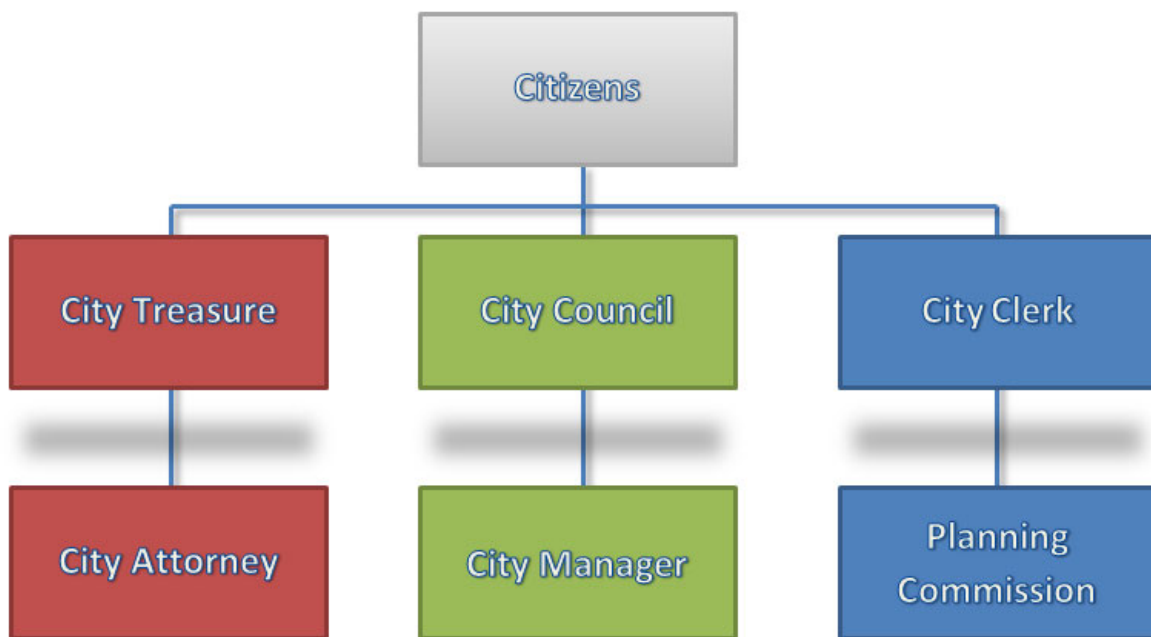 Citizens
City Treasure
City Council
City Clerk
City Attorney
City Manager
Planning
Commission